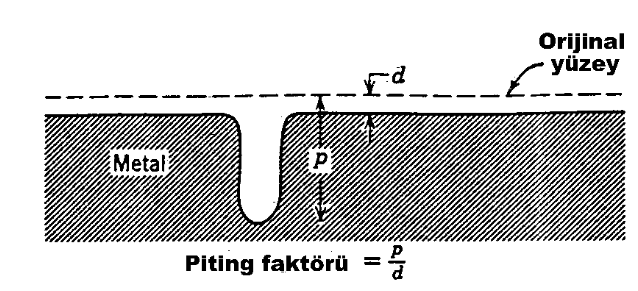 Orijinal
yüzey
d
Metal
p
Piting faktörü = p/d